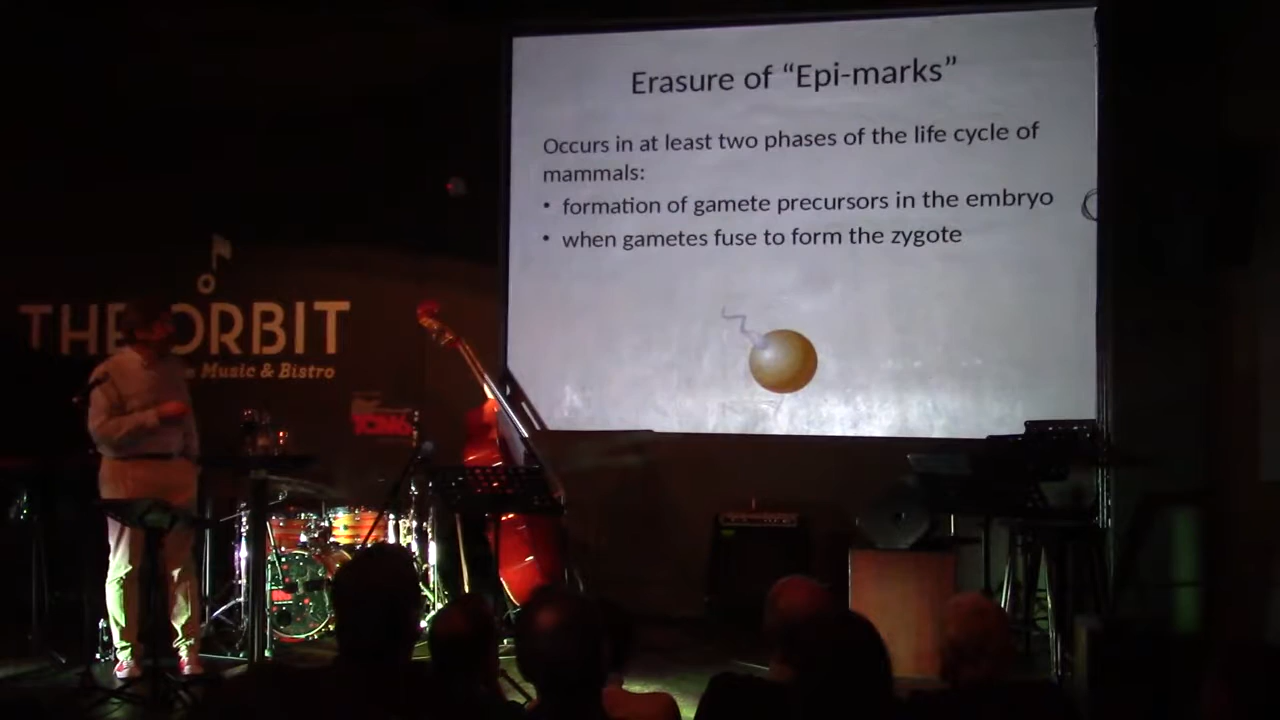 Erasure of “Epi-marks”
Occurs in at least two phases of the life cycle of
mammals:
• formation of gamete precursors in the embryo
• when gametes fuse to form the zygote
THE ORBIT
Music & Bistro